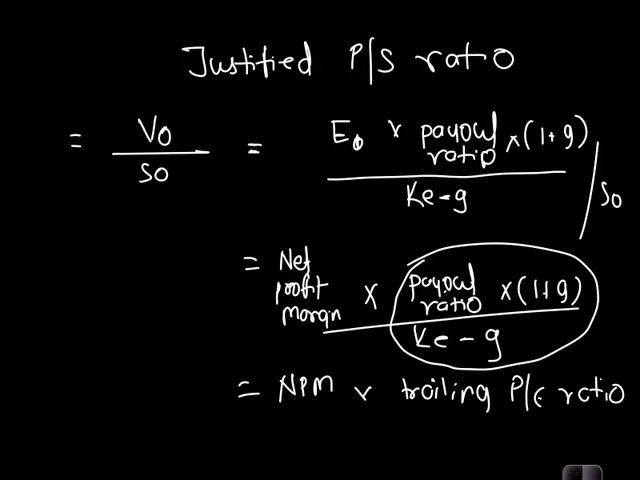 Justified P/S ratio
= V0 = E0 x payout ratio x (1+g)
S0 Ke-g / S0
= Net profit margin x payout ratio x (1+g)
Ke-g
= NPM x trailing P/E ratio